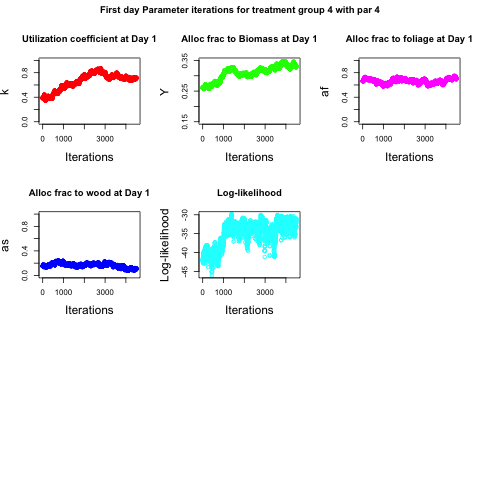 First day Parameter iterations for treatment group 4 with par 4
Utilization coefficient at Day 1
k
0.0 0.4 0.8
0 1000 3000
Iterations
Alloc frac to Biomass at Day 1
Y
0.15 0.25 0.35
0 1000 3000
Iterations
Alloc frac to foliage at Day 1
af
0.0 0.4 0.8
0 1000 3000
Iterations
Alloc frac to wood at Day 1
as
0.0 0.4 0.8
0 1000 3000
Iterations
Log-likelihood
Log-likelihood
-45 -40 -35 -30
0 1000 3000
Iterations